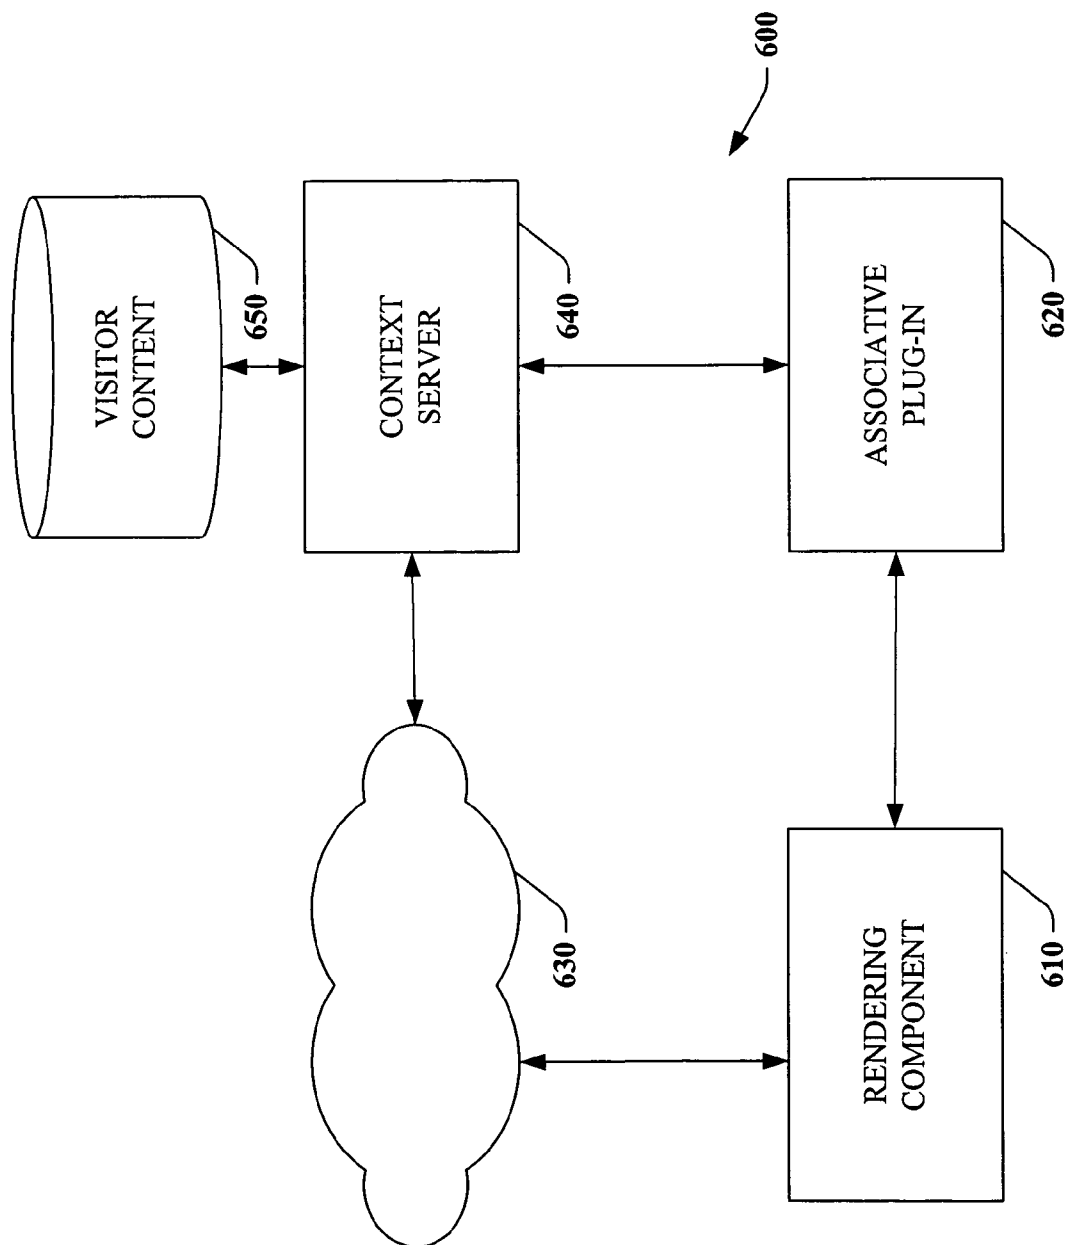 600
VISITOR
CONTENT
650
CONTEXT
SERVER
640
630
ASSOCIATIVE
PLUG-IN
620
RENDERING
COMPONENT
610